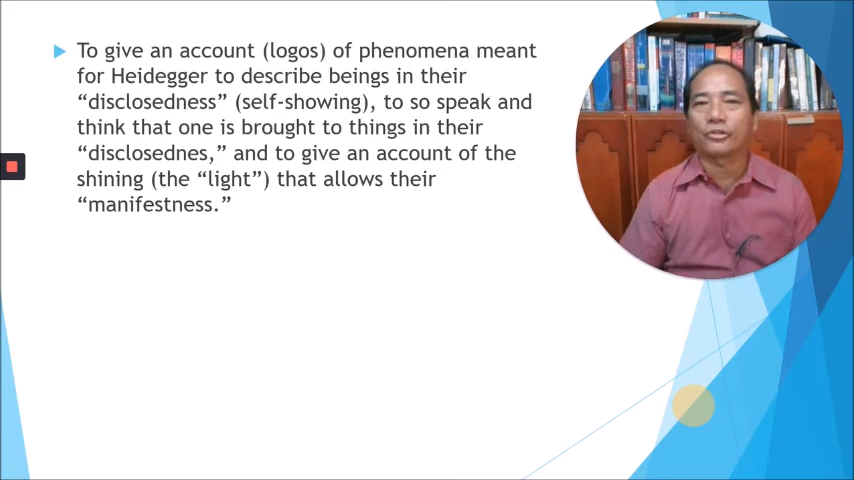 To give an account (logos) of phenomena meant
for Heidegger to describe beings in their
“disclosedness” (self-showing), to so speak and
think that one is brought to things in their
“disclosednes,” and to give an account of the
shining (the “light”) that allows their
“manifestness.”